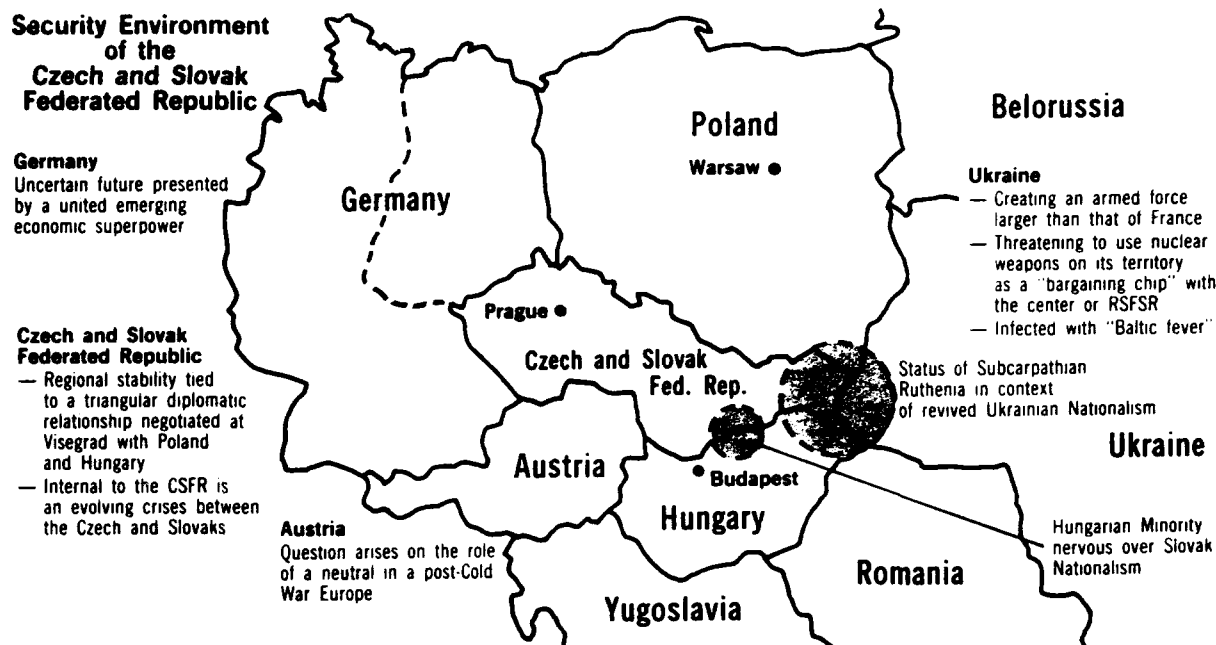 Security Environment
of the
Czech and Slovak
Federated Republic
Germany
Uncertain future presented
by a united emerging
economic superpower
Czech and Slovak
Federated Republic
— Regional stability tied
to a triangular diplomatic
relationship negotiated at
Visegrad with Poland
and Hungary
— Internal to the CSFR is
an evolving crises between
the Czech and Slovaks
Austria
Question arises on the role
of a neutral in a post-Cold
War Europe
Germany
Poland
Warsaw
Prague
Czech and Slovak
Fed. Rep.
Austria
Budapest
Hungary
Yugoslavia
Romania
Belorussia
Ukraine
— Creating an armed force
larger than that of France
— Threatening to use nuclear
weapons on its territory
as a "bargaining chip" with
the center or RSFSR
— Infected with "Baltic fever"
Status of Subcarpathian
Ruthenia in context
of revived Ukrainian Nationalism
Ukraine
Hungarian Minority
nervous over Slovak
Nationalism